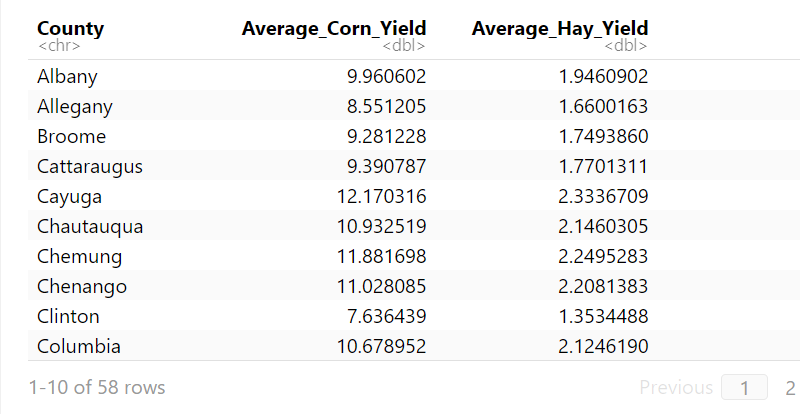 County Average_Corn_Yield Average_Hay_Yield
<chr> <dbl> <dbl>
Albany 9.960602 1.9460902
Allegany 8.551205 1.6600163
Broome 9.281228 1.7493860
Cattaraugus 9.390787 1.7701311
Cayuga 12.170316 2.3336709
Chautauqua 10.932519 2.1460305
Chemung 11.881698 2.2495283
Chenango 11.028085 2.2081383
Clinton 7.636439 1.3534488
Columbia 10.678952 2.1246190
1-10 of 58 rows Previous 1 2